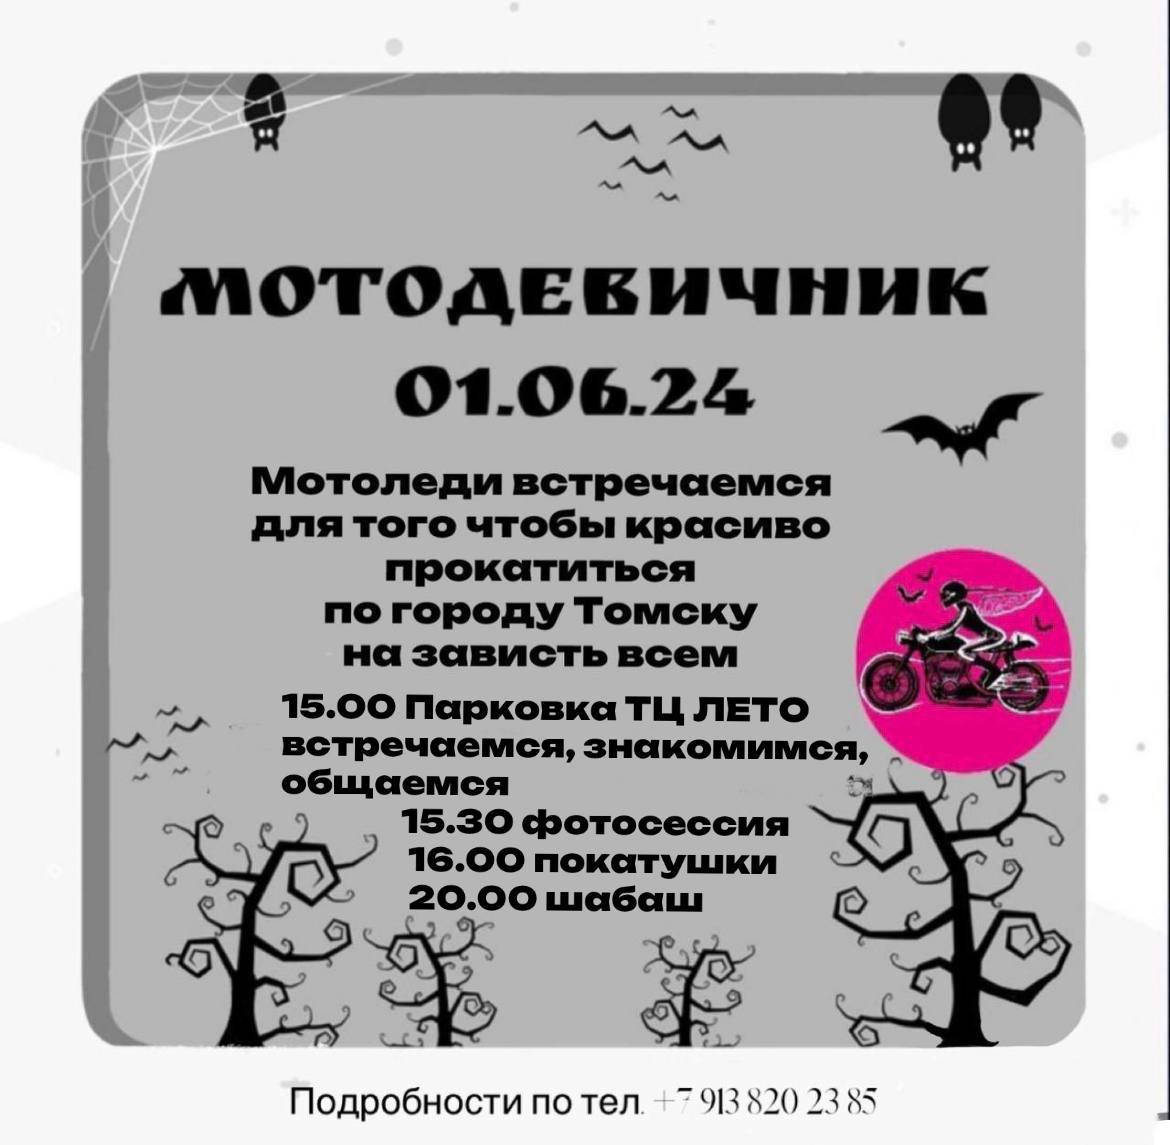 МОТОДЕВИЧНИК
01.06.24
Мотоледи встречаемся
для того чтобы красиво
прокатиться
по городу Томску
на зависть всем
15.00 Парковка ТЦ ЛЕТО
встречаемся, знакомимся,
общаемся
15.30 фотосессия
16.00 покатушки
20.00 шабаш
Подробности по тел. +7 913 820 23 85